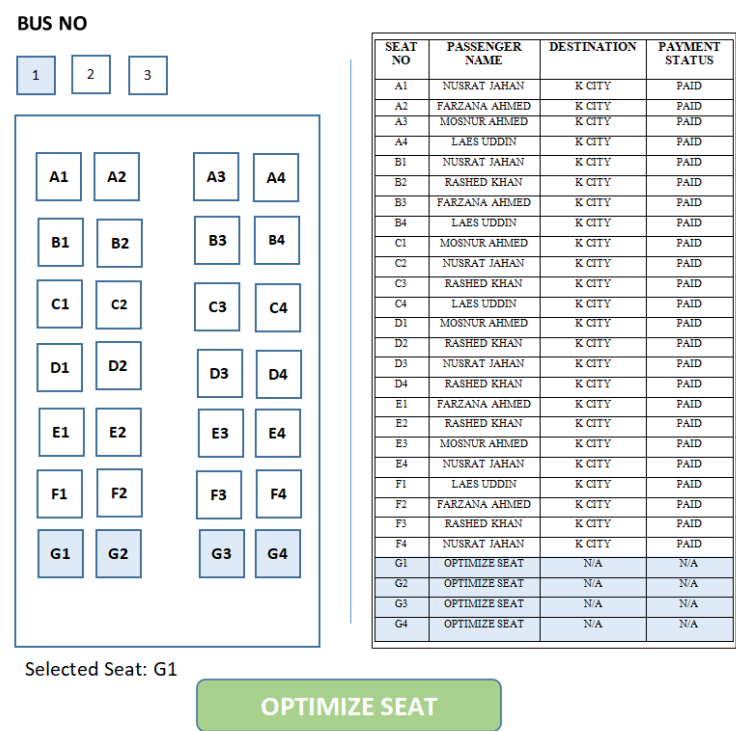 BUS NO
1 2 3
A1 A2 A3 A4
B1 B2 B3 B4
C1 C2 C3 C4
D1 D2 D3 D4
E1 E2 E3 E4
F1 F2 F3 F4
G1 G2 G3 G4
Selected Seat: G1
OPTIMIZE SEAT
SEAT NO PASSENGER NAME DESTINATION PAYMENT STATUS
A1 NUSRAT JAHAN K CITY PAID
A2 FARZANA AHMED K CITY PAID
A3 MOSNUR AHMED K CITY PAID
A4 LAES UDDIN K CITY PAID
B1 NUSRAT JAHAN K CITY PAID
B2 RASHED KHAN K CITY PAID
B3 FARZANA AHMED K CITY PAID
B4 LAES UDDIN K CITY PAID
C1 MOSNUR AHMED K CITY PAID
C2 NUSRAT JAHAN K CITY PAID
C3 RASHED KHAN K CITY PAID
C4 LAES UDDIN K CITY PAID
D1 MOSNUR AHMED K CITY PAID
D2 RASHED KHAN K CITY PAID
D3 NUSRAT JAHAN K CITY PAID
D4 RASHED KHAN K CITY PAID
E1 FARZANA AHMED K CITY PAID
E2 RASHED KHAN K CITY PAID
E3 MOSNUR AHMED K CITY PAID
E4 NUSRAT JAHAN K CITY PAID
F1 LAES UDDIN K CITY PAID
F2 FARZANA AHMED K CITY PAID
F3 RASHED KHAN K CITY PAID
F4 NUSRAT JAHAN K CITY PAID
G1 OPTIMIZE SEAT N/A N/A
G2 OPTIMIZE SEAT N/A N/A
G3 OPTIMIZE SEAT N/A N/A
G4 OPTIMIZE SEAT N/A N/A